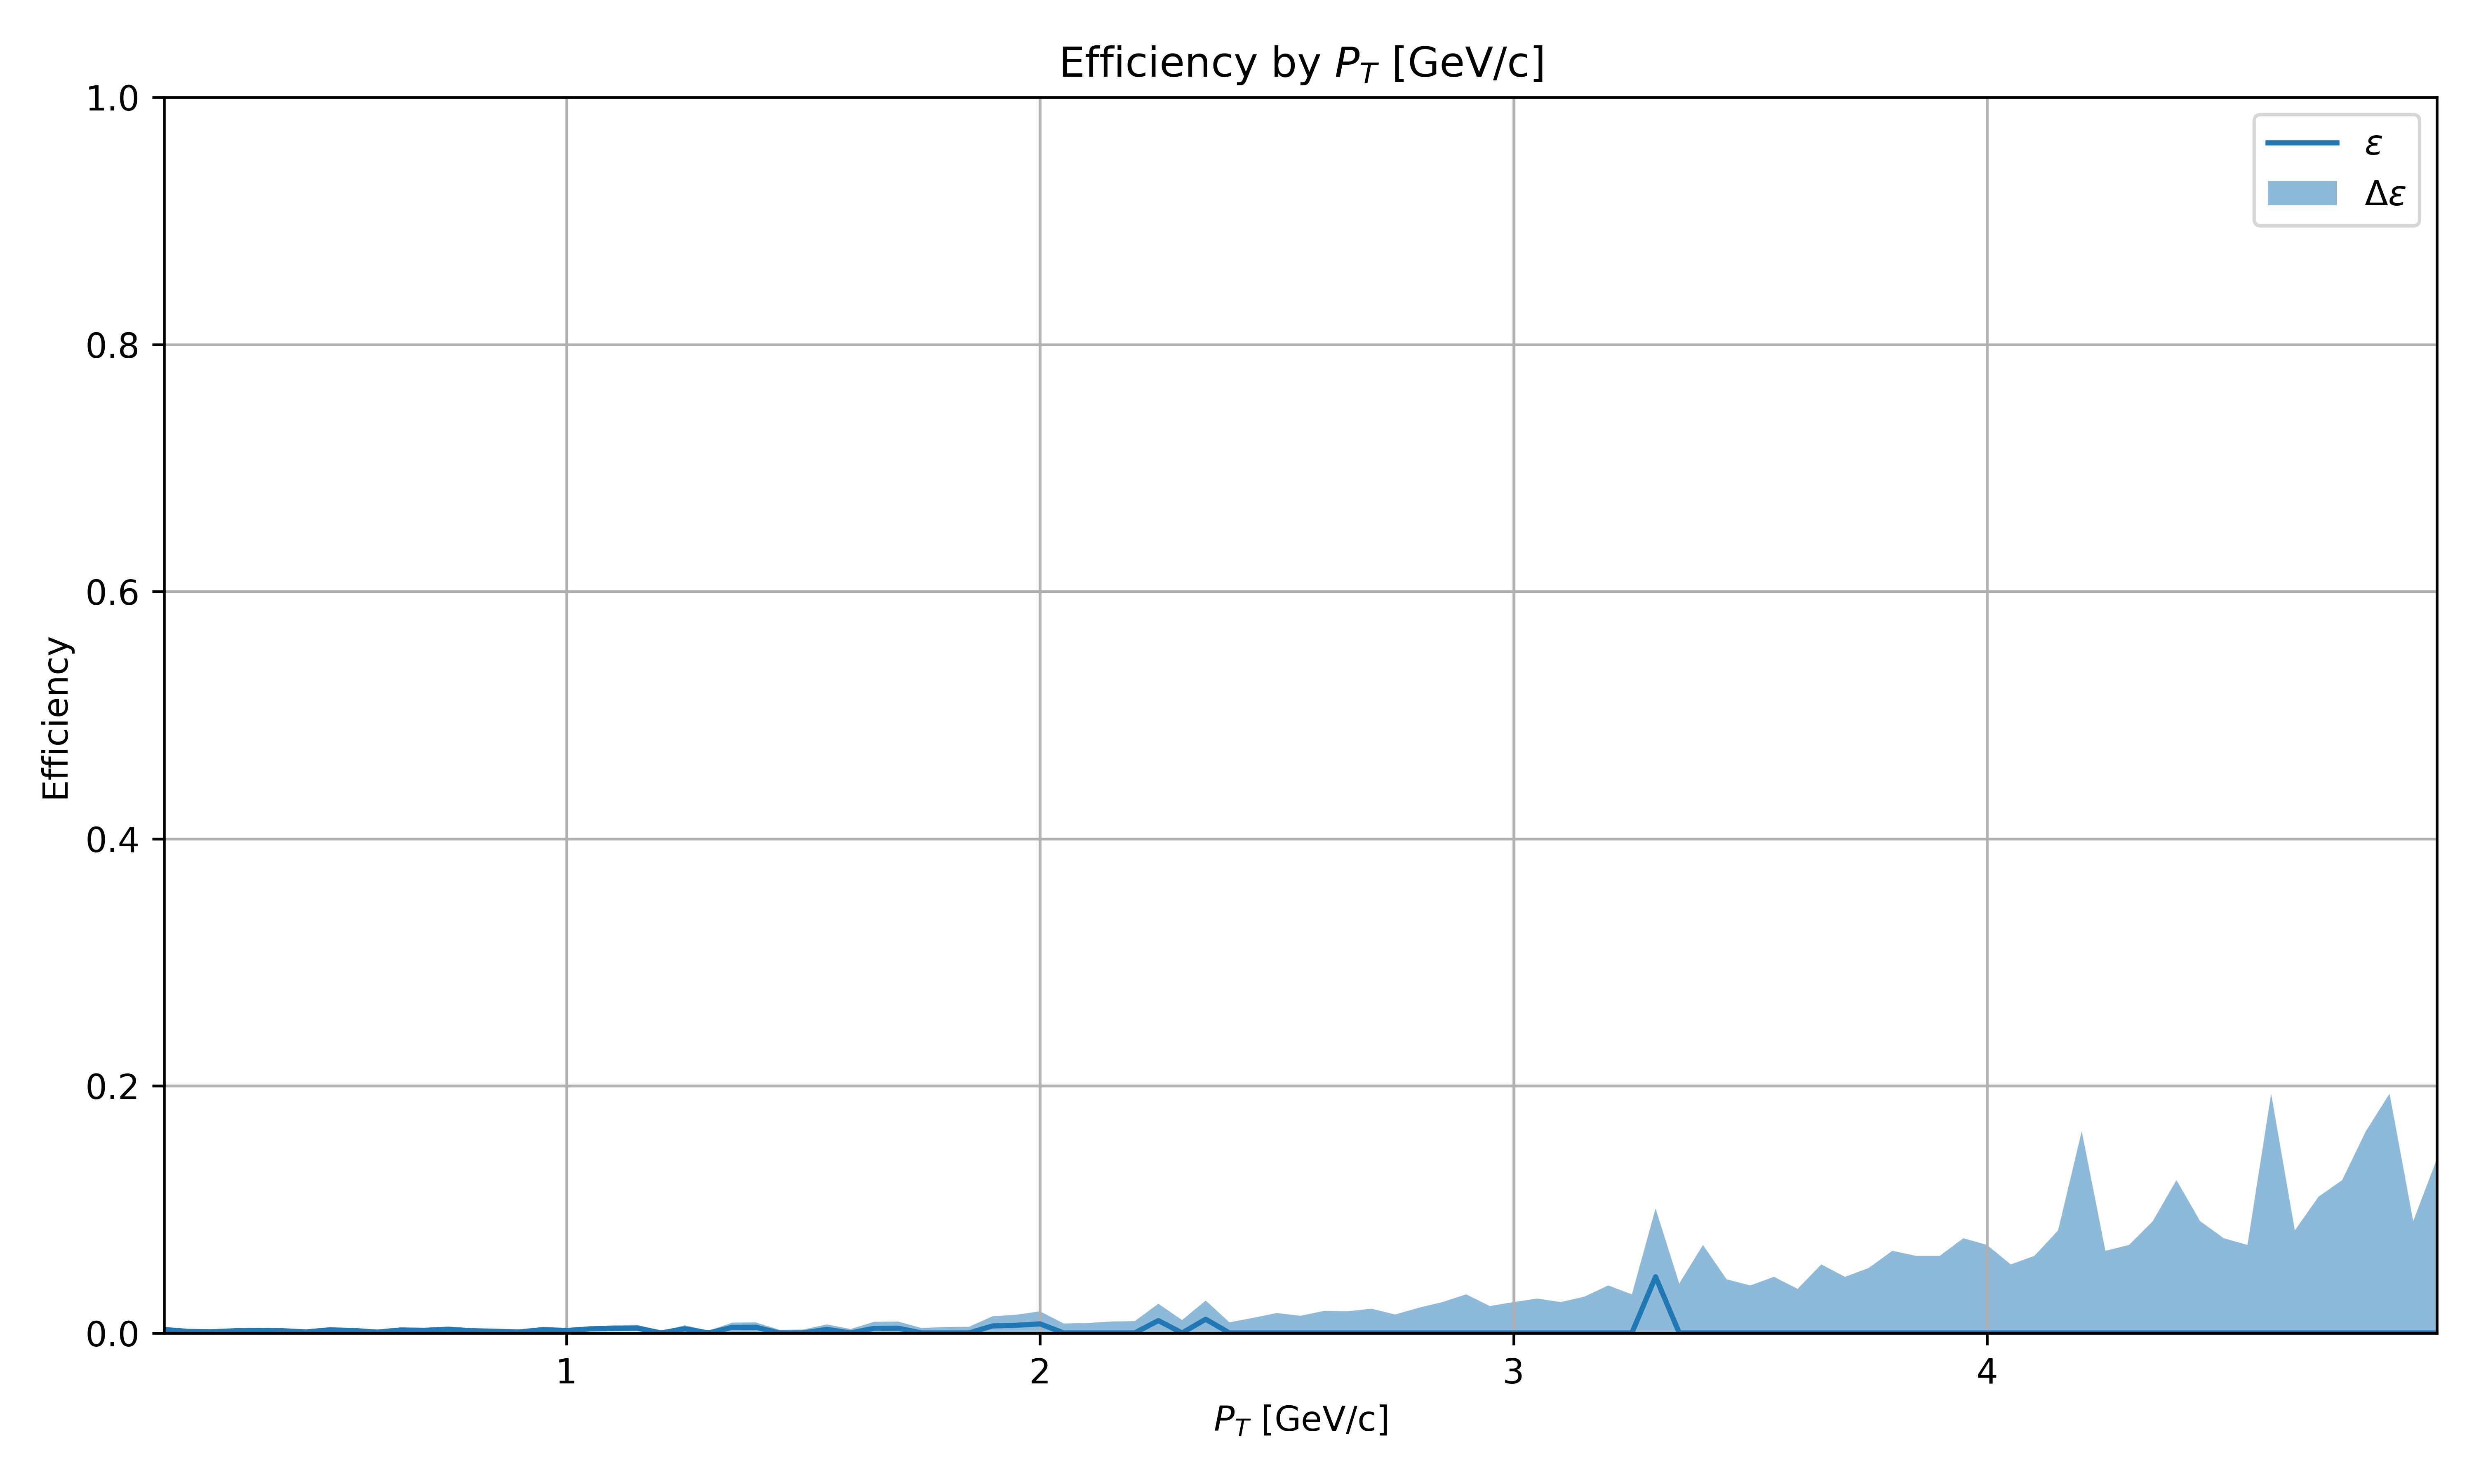 Efficiency by P_T [GeV/c]
1.0
0.8
0.6
0.4
0.2
0.0
Efficiency
ε
Δε
1 2 3 4
P_T [GeV/c]